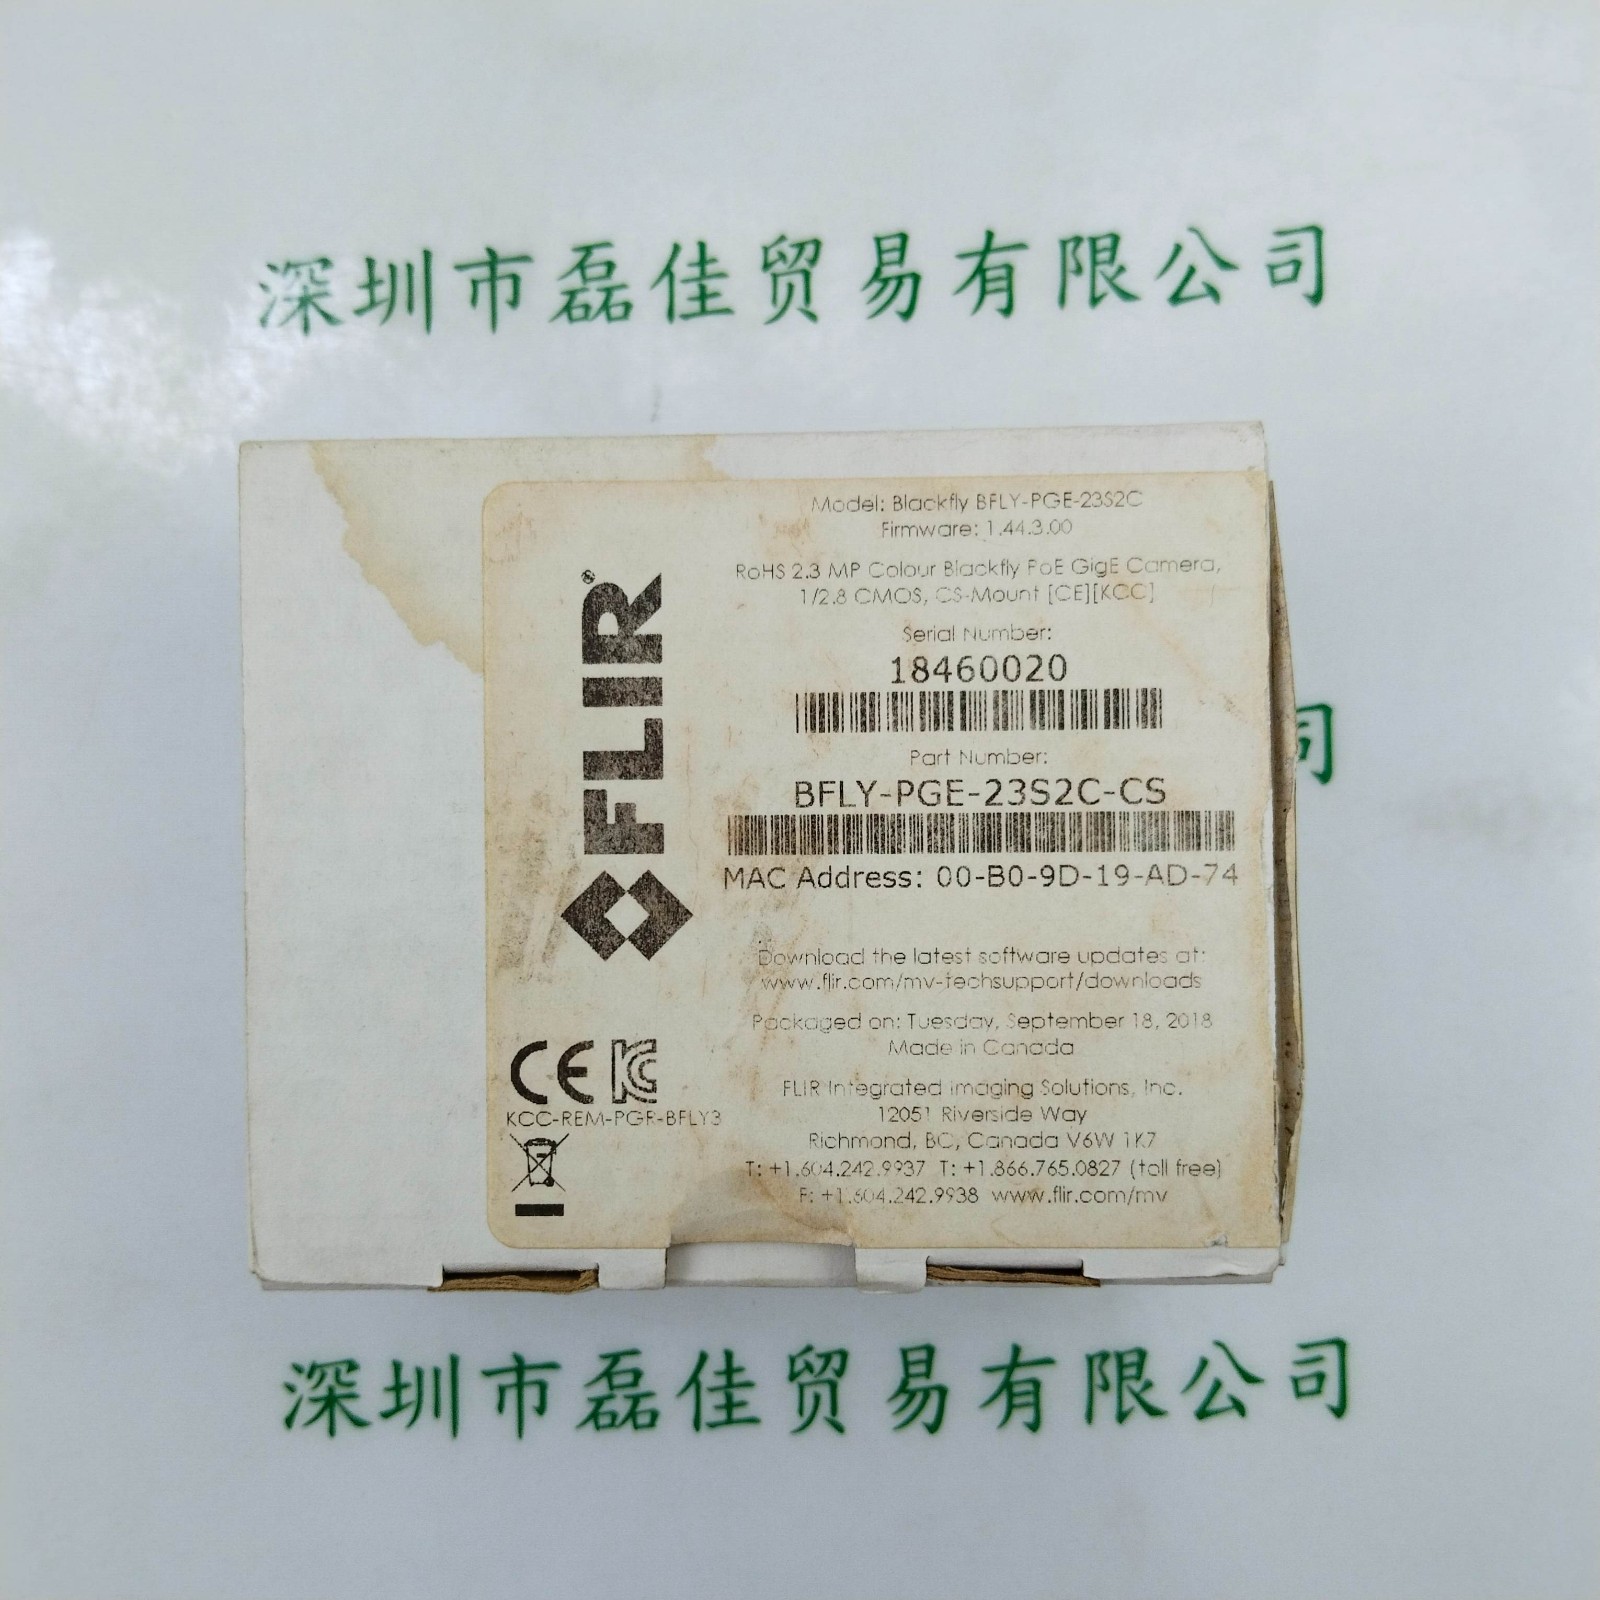 深圳市磊佳贸易有限公司
Model: Blackfly BFLY-PGE-23S2C
Firmware: 1.44.3.00
RoHS 2.3 MP Colour Blackfly PoE GigE Camera,
1/2.8 CMOS, CS-Mount [CE][KCC]
Serial Number:
18460020
Part Number:
BFLY-PGE-23S2C-CS
MAC Address: 00-B0-9D-19-AD-74
Download the latest software updates at:
www.flir.com/mv-techsupport/downloads
Packaged on: Tuesday, September 18, 2018
Made in Canada
FLIR Integrated Imaging Solutions, Inc.
12051 Riverside Way
Richmond, BC, Canada V6W 1K7
T: +1.604.242.9937 T: +1.866.765.0827 (toll free)
F: +1.604.242.9938 www.flir.com/mv
FLIR®
CE KC
KCC-REM-PGR-BFLY3
司
深圳市磊佳贸易有限公司